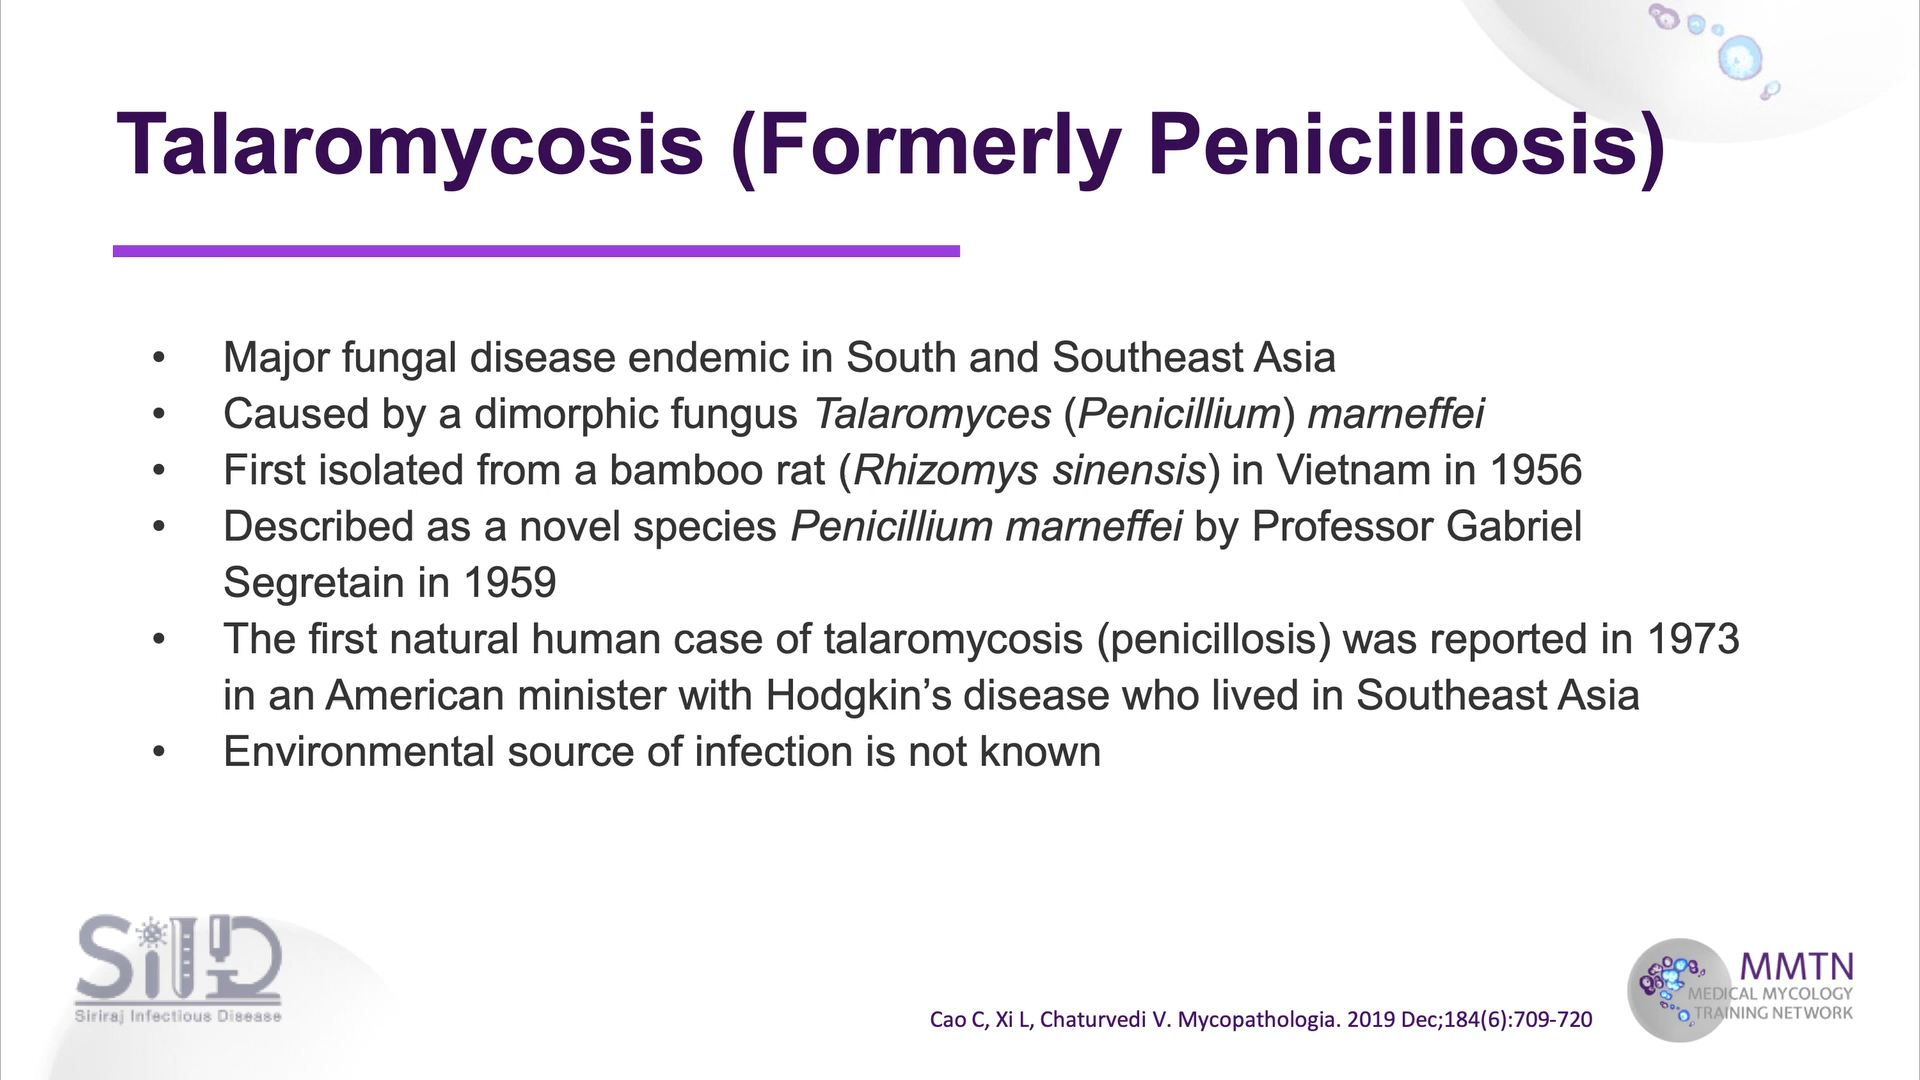 Talaromycosis (Formerly Penicilliosis)
• Major fungal disease endemic in South and Southeast Asia
• Caused by a dimorphic fungus Talaromyces (Penicillium) marneffei
• First isolated from a bamboo rat (Rhizomys sinensis) in Vietnam in 1956
• Described as a novel species Penicillium marneffei by Professor Gabriel
Segretain in 1959
• The first natural human case of talaromycosis (penicillosis) was reported in 1973
in an American minister with Hodgkin’s disease who lived in Southeast Asia
• Environmental source of infection is not known
SiID
Siriraj Infectious Disease
Cao C, Xi L, Chaturvedi V. Mycopathologia. 2019 Dec;184(6):709-720
MMTN
MEDICAL MYCOLOGY
TRAINING NETWORK